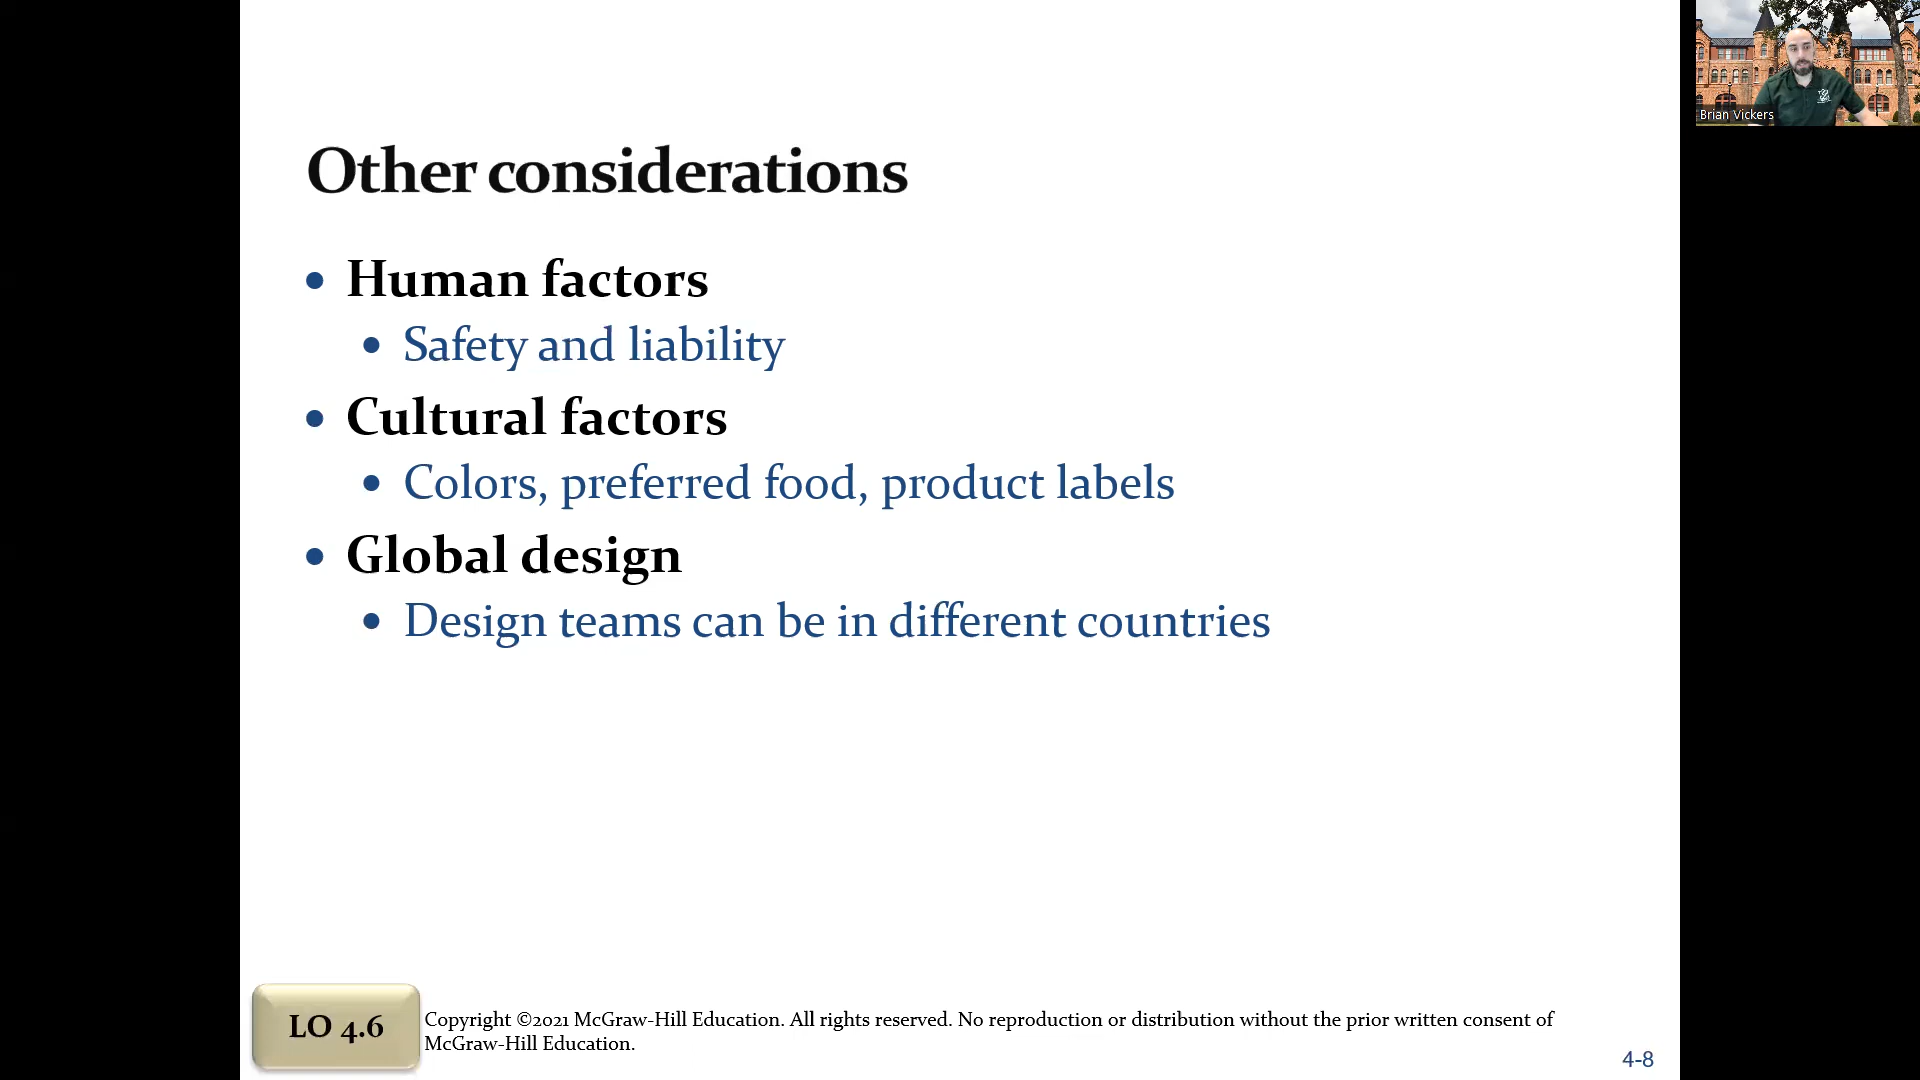 Other considerations
• Human factors
• Safety and liability
• Cultural factors
• Colors, preferred food, product labels
• Global design
• Design teams can be in different countries
LO 4.6
Copyright ©2021 McGraw-Hill Education. All rights reserved. No reproduction or distribution without the prior written consent of
McGraw-Hill Education.
4-8
Brian Vickers